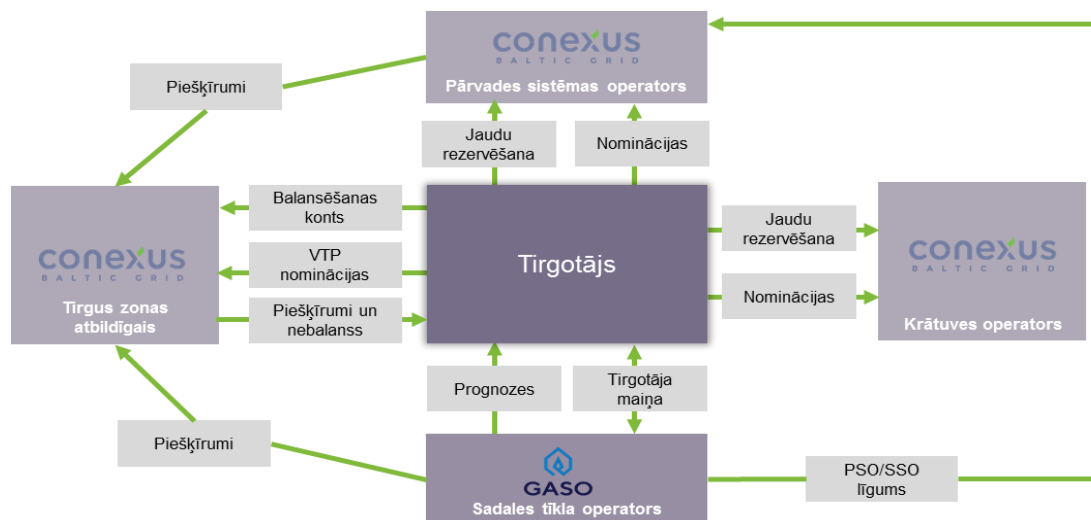 conexus
BALTIC GRID
Pārvades sistēmas operators
Piešķīrumi
Jaudu
rezervēšana
Nominācijas
Balansēšanas
konts
VTP
nominācijas
Piešķīrumi un
nebalanss
conexus
BALTIC GRID
Tirgus zonas
atbildīgais
Tirgotājs
Jaudu
rezervēšana
Nominācijas
conexus
BALTIC GRID
Krātuves operators
Prognozes
Tirgotāja
maiņa
Piešķīrumi
GASO
Sadales tīkla operators
PSO/SSO
līgums